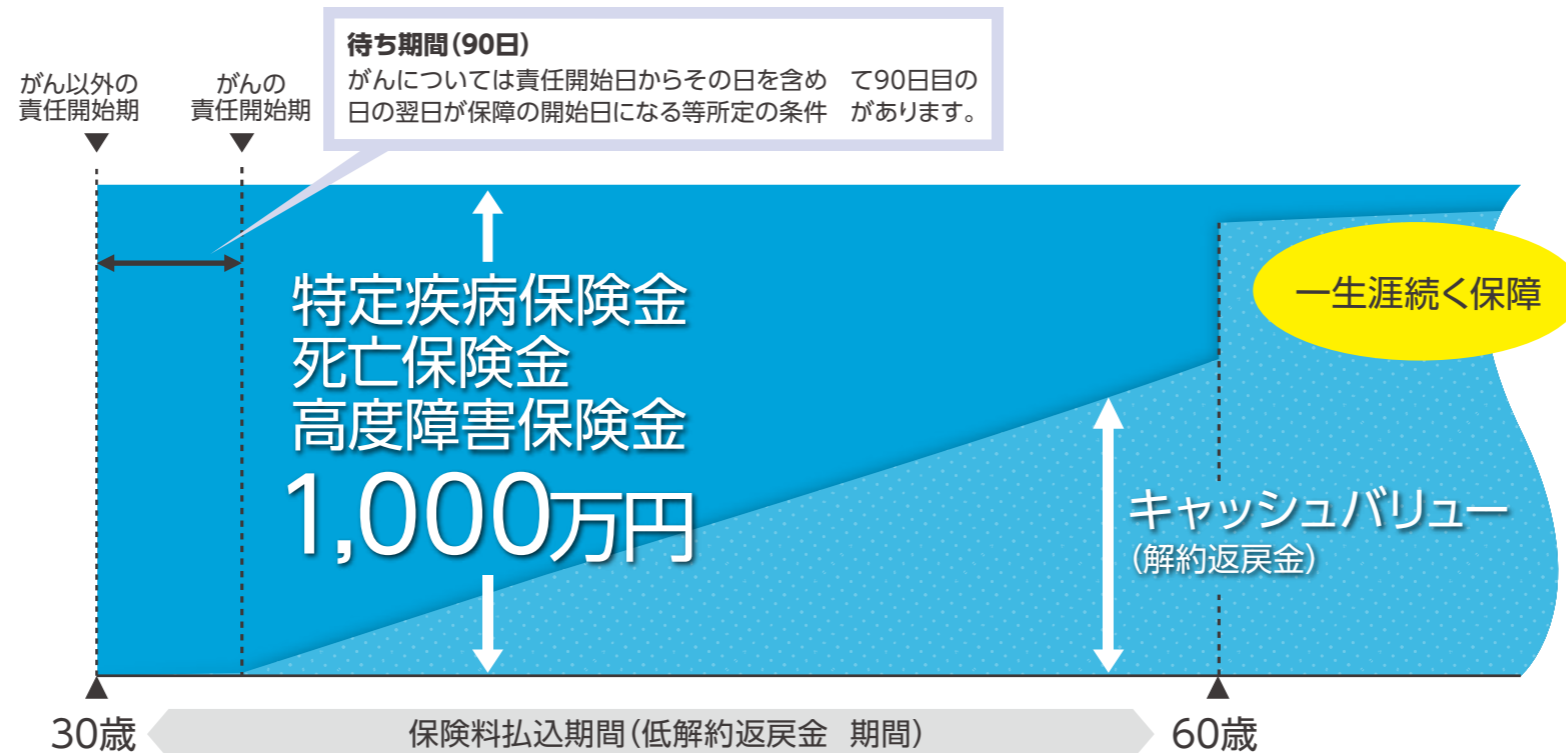 待ち期間(90日)
がんについては責任開始日からその日を含め て90日目の
日の翌日が保障の開始日になる等所定の条件 があります。
がん以外の
責任開始期
がんの
責任開始期
特定疾病保険金
死亡保険金
高度障害保険金
1,000万円
一生涯続く保障
キャッシュバリュー
(解約返戻金)
30歳
保険料払込期間(低解約返戻金 期間)
60歳